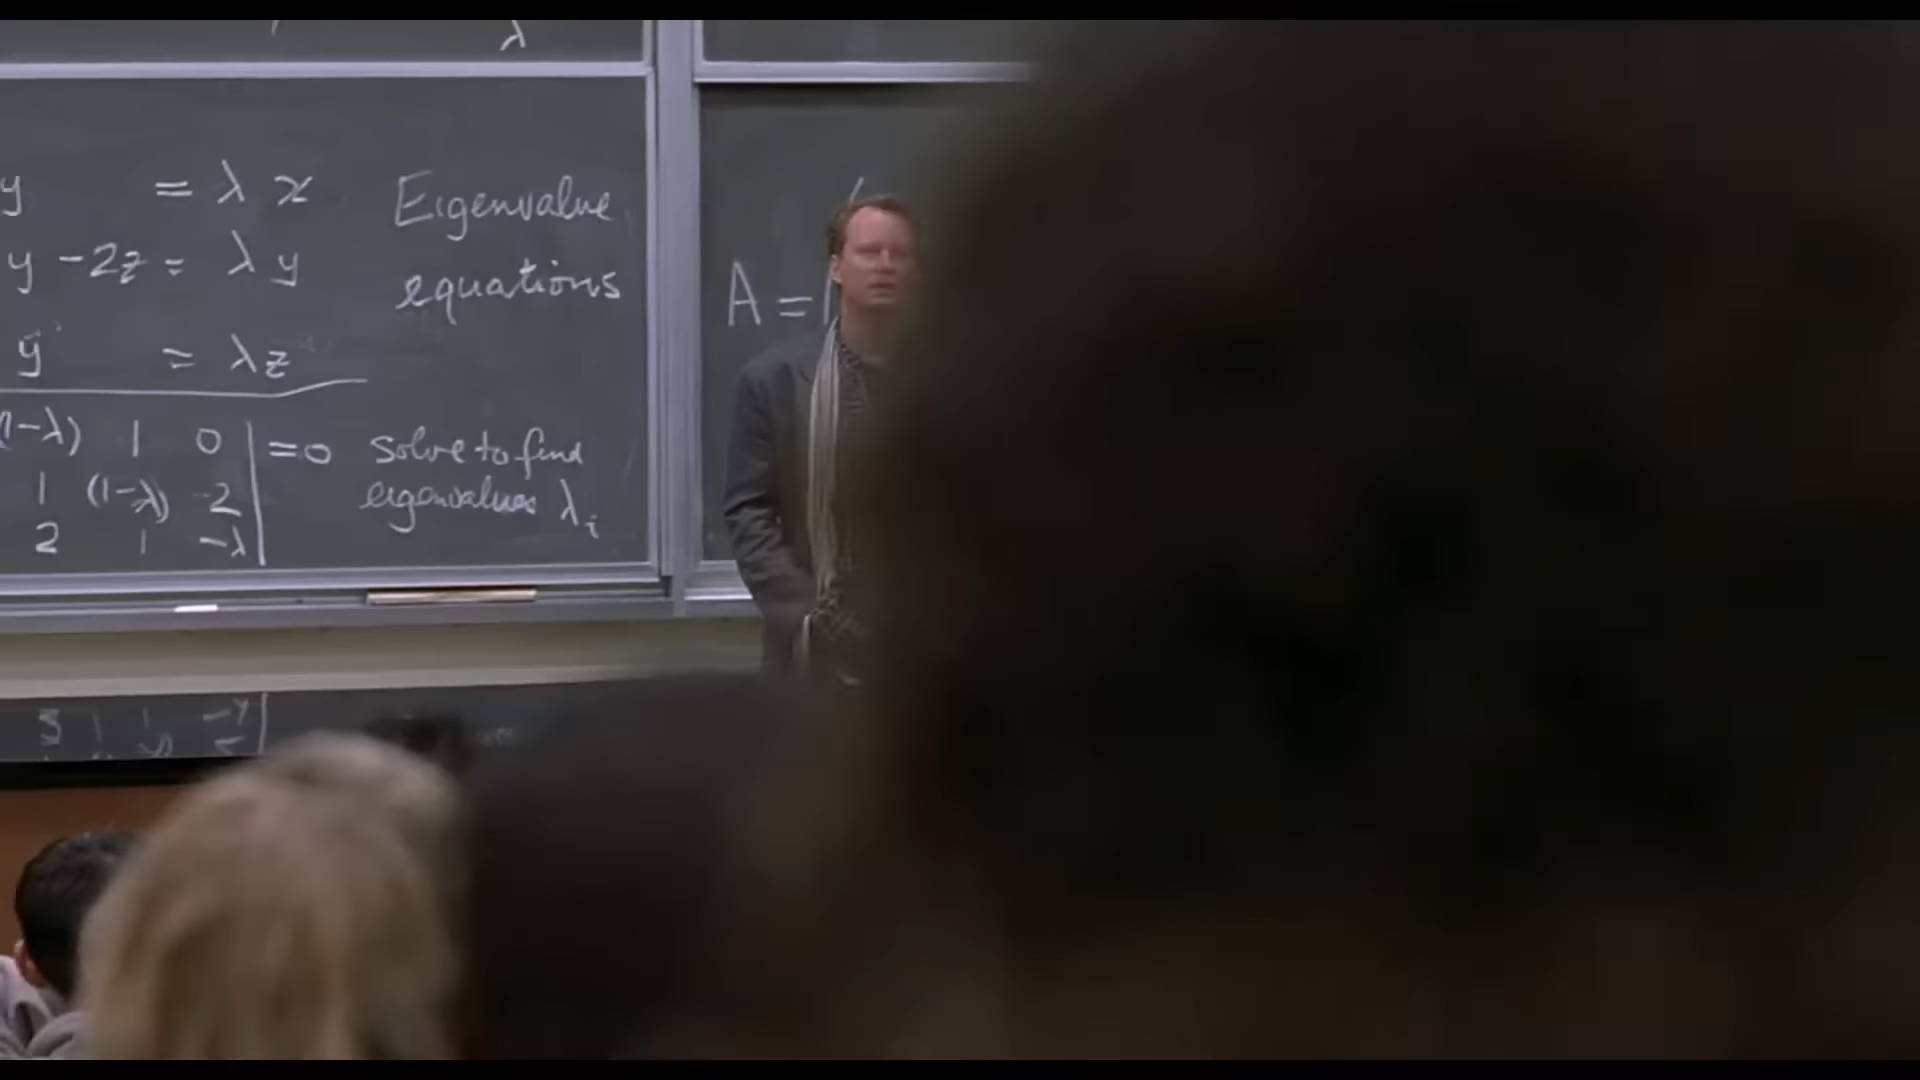 λ
y = λ x
y -2z = λ y
y = λ z
Eigenvalue
equations
(1-λ) 1 0
1 (1-λ) -2
2 1 -λ
=0 solve to find
eigenvalues λi
A =